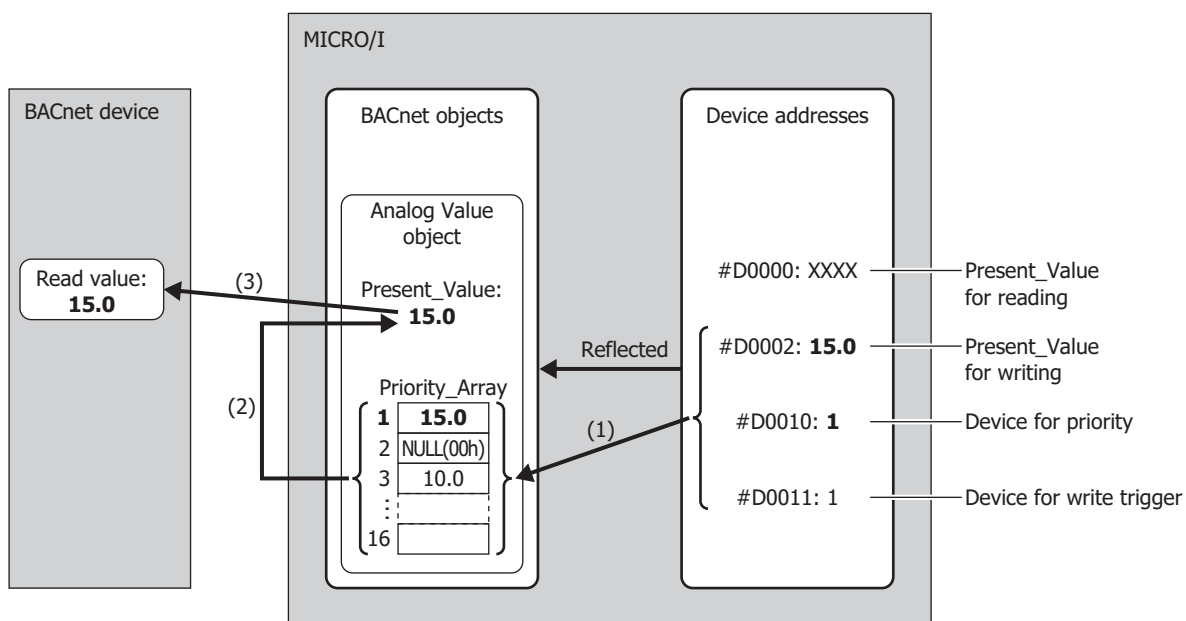 MICRO/I
BACnet device
BACnet objects
Device addresses
Analog Value
object
Read value:
15.0
(3)
Present_Value:
15.0
#D0000: XXXX
Present_Value
for reading
Reflected
#D0002: 15.0
Present_Value
for writing
(2)
Priority_Array
1 15.0
2 NULL(00h)
3 10.0
⋮
16
(1)
#D0010: 1
Device for priority
#D0011: 1
Device for write trigger